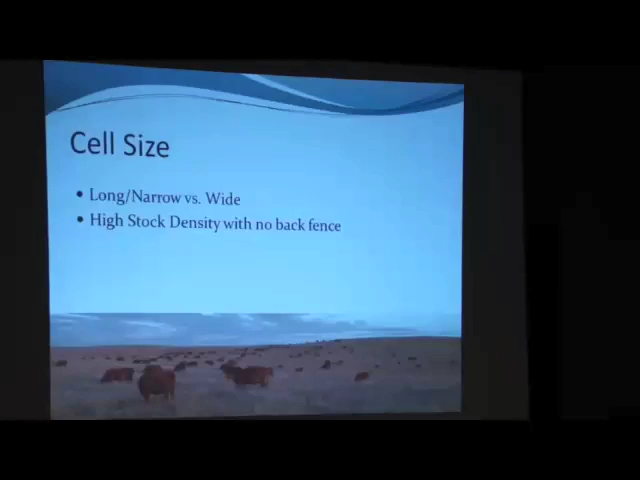 Cell Size
• Long/Narrow vs. Wide
• High Stock Density with no back fence